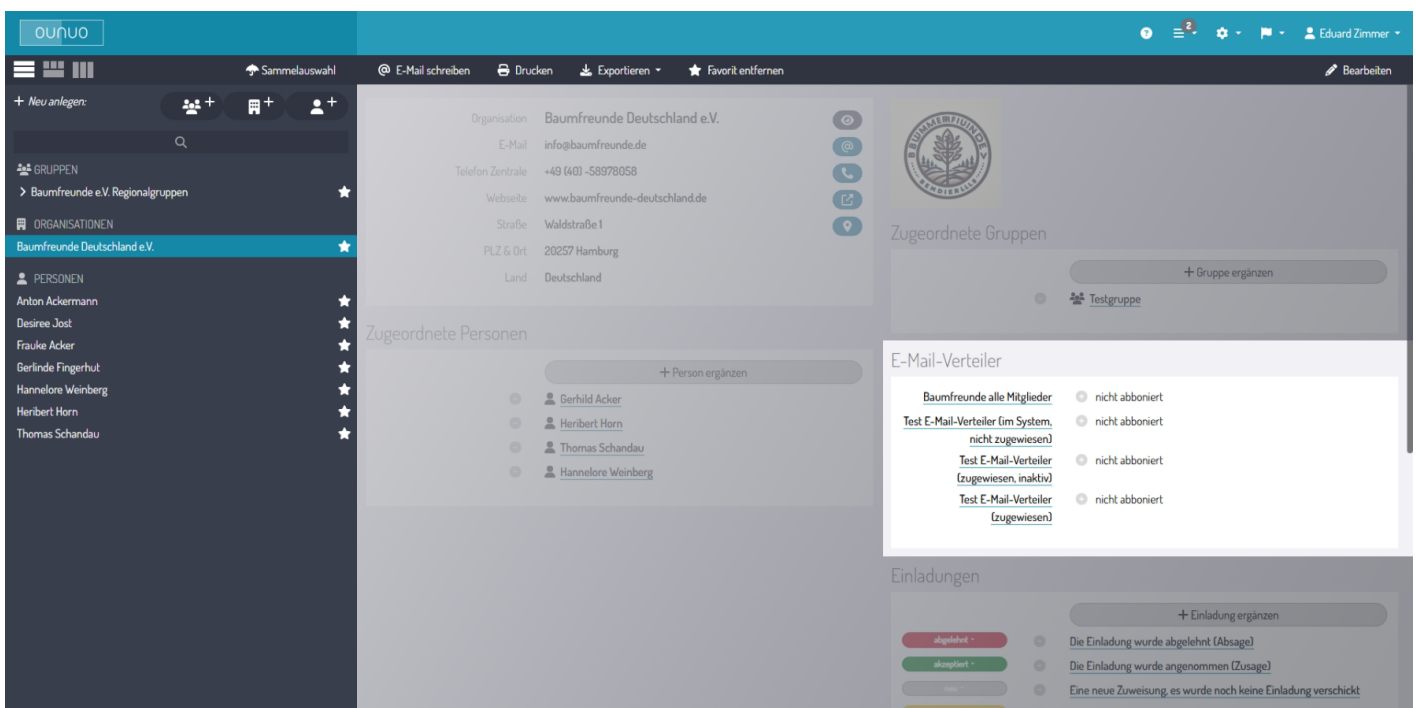 ounuo
2
Eduard Zimmer
Sammelauswahl
E-Mail schreiben
Drucken
Exportieren
Favorit entfernen
Bearbeiten
+ Neu anlegen:
GRUPPEN
Baumfreunde e.V. Regionalgruppen
ORGANISATIONEN
Baumfreunde Deutschland e.V.
PERSONEN
Anton Ackermann
Desiree Jost
Frauke Acker
Gerlinde Fingerhut
Hannelore Weinberg
Heribert Horn
Thomas Schandau
Organisation Baumfreunde Deutschland e.V.
E-Mail info@baumfreunde.de
Telefon Zentrale +49 (40) -58978058
Webseite www.baumfreunde-deutschland.de
Straße Waldstraße 1
PLZ & Ort 20257 Hamburg
Land Deutschland
Zugeordnete Personen
+ Person ergänzen
Gerhild Acker
Heribert Horn
Thomas Schandau
Hannelore Weinberg
Zugeordnete Gruppen
+ Gruppe ergänzen
Testgruppe
E-Mail-Verteiler
Baumfreunde alle Mitglieder nicht abboniert
Test E-Mail-Verteiler (im System, nicht abboniert
nicht zugewiesen)
Test E-Mail-Verteiler nicht abboniert
(zugewiesen, inaktiv)
Test E-Mail-Verteiler nicht abboniert
(zugewiesen)
Einladungen
+ Einladung ergänzen
abgelehnt Die Einladung wurde abgelehnt (Absage)
akzeptiert Die Einladung wurde angenommen (Zusage)
Eine neue Zuweisung, es wurde noch keine Einladung verschickt